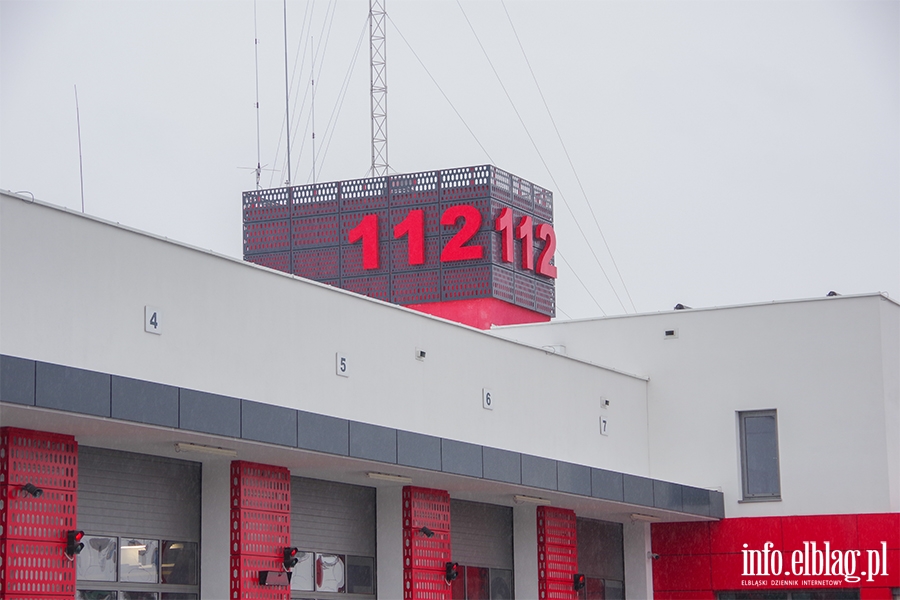 112 112
4
5
6
7
info.elblag.pl
ELBLĄSKI DZIENNIK INTERNETOWY